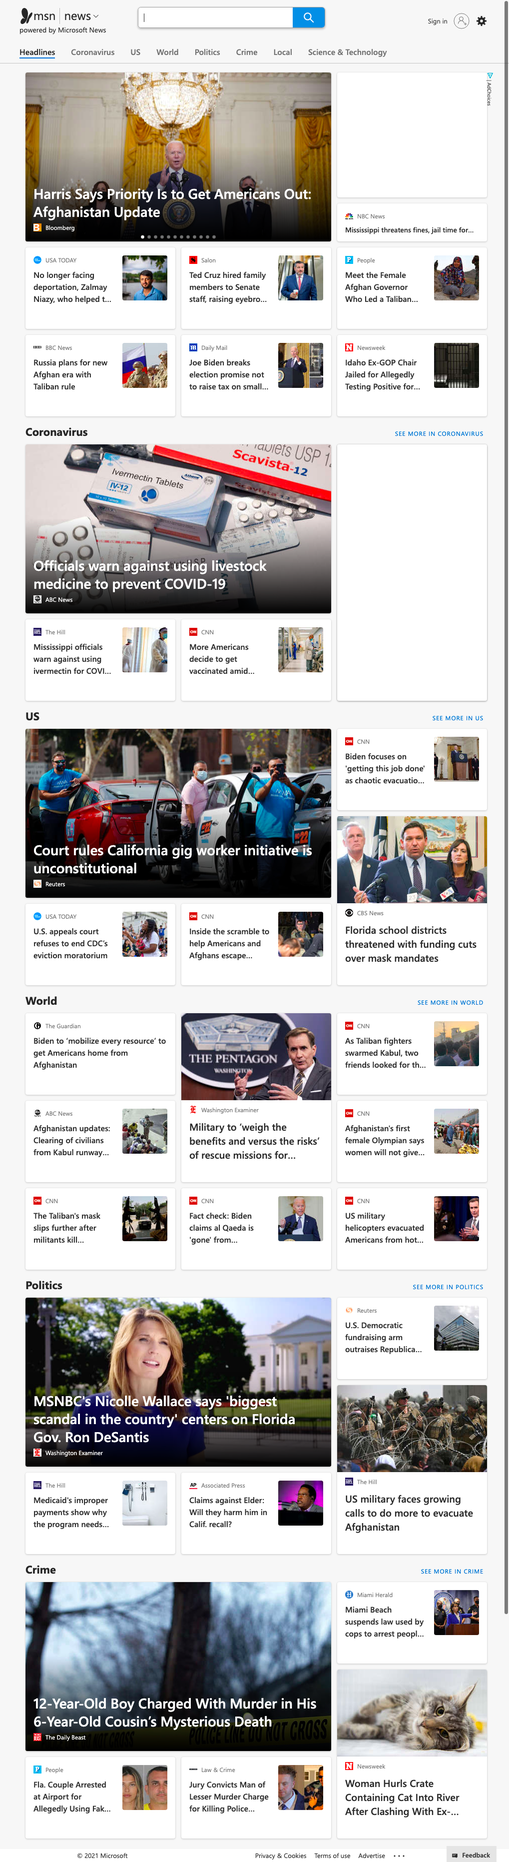 msn | news
powered by Microsoft News
Sign in
Headlines Coronavirus US World Politics Crime Local Science & Technology
AdChoices
Harris Says Priority Is to Get Americans Out:
Afghanistan Update
Bloomberg
NBC News
Mississippi threatens fines, jail time for...
USA TODAY
No longer facing
deportation, Zalmay
Niazy, who helped t...
Salon
Ted Cruz hired family
members to Senate
staff, raising eyebro...
People
Meet the Female
Afghan Governor
Who Led a Taliban...
BBC News
Russia plans for new
Afghan era with
Taliban rule
Daily Mail
Joe Biden breaks
election promise not
to raise tax on small...
Newsweek
Idaho Ex-GOP Chair
Jailed for Allegedly
Testing Positive for...
Coronavirus
SEE MORE IN CORONAVIRUS
Tablets USP
Scavista-12
Ivermectin Tablets
IV-12
Officials warn against using livestock
medicine to prevent COVID-19
ABC News
The Hill
Mississippi officials
warn against using
ivermectin for COVI...
CNN
More Americans
decide to get
vaccinated amid...
US
SEE MORE IN US
Court rules California gig worker initiative is
unconstitutional
Reuters
CNN
Biden focuses on
'getting this job done'
as chaotic evacuatio...
CBS News
Florida school districts
threatened with funding cuts
over mask mandates
USA TODAY
U.S. appeals court
refuses to end CDC's
eviction moratorium
CNN
Inside the scramble to
help Americans and
Afghans escape...
World
SEE MORE IN WORLD
The Guardian
Biden to 'mobilize every resource' to
get Americans home from
Afghanistan
THE PENTAGON
WASHINGTON
Washington Examiner
Military to 'weigh the
benefits and versus the risks'
of rescue missions for...
CNN
As Taliban fighters
swarmed Kabul, two
friends looked for th...
ABC News
Afghanistan updates:
Clearing of civilians
from Kabul runway...
CNN
Afghanistan's first
female Olympian says
women will not give...
CNN
The Taliban's mask
slips further after
militants kill...
CNN
Fact check: Biden
claims al Qaeda is
'gone' from...
CNN
US military
helicopters evacuated
Americans from hot...
Politics
SEE MORE IN POLITICS
MSNBC's Nicolle Wallace says 'biggest
scandal in the country' centers on Florida
Gov. Ron DeSantis
Washington Examiner
Reuters
U.S. Democratic
fundraising arm
outraises Republica...
The Hill
US military faces growing
calls to do more to evacuate
Afghanistan
The Hill
Medicaid's improper
payments show why
the program needs...
Associated Press
Claims against Elder:
Will they harm him in
Calif. recall?
Crime
SEE MORE IN CRIME
12-Year-Old Boy Charged With Murder in His
6-Year-Old Cousin's Mysterious Death
POLICE LINE DO NOT CROSS
The Daily Beast
Miami Herald
Miami Beach
suspends law used by
cops to arrest peopl...
Newsweek
Woman Hurls Crate
Containing Cat Into River
After Clashing With Ex-...
People
Fla. Couple Arrested
at Airport for
Allegedly Using Fak...
Law & Crime
Jury Convicts Man of
Lesser Murder Charge
for Killing Police...
© 2021 Microsoft
Privacy & Cookies Terms of use Advertise ...
Feedback